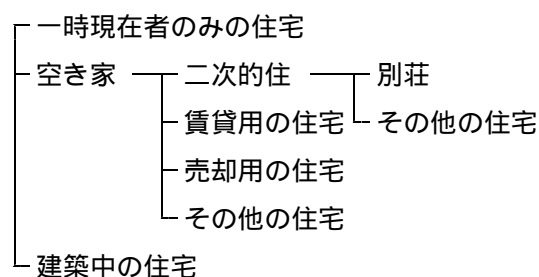 一時現在者のみの住宅
空き家 二次的住 別荘
賃貸用の住宅 その他の住宅
売却用の住宅
その他の住宅
建築中の住宅